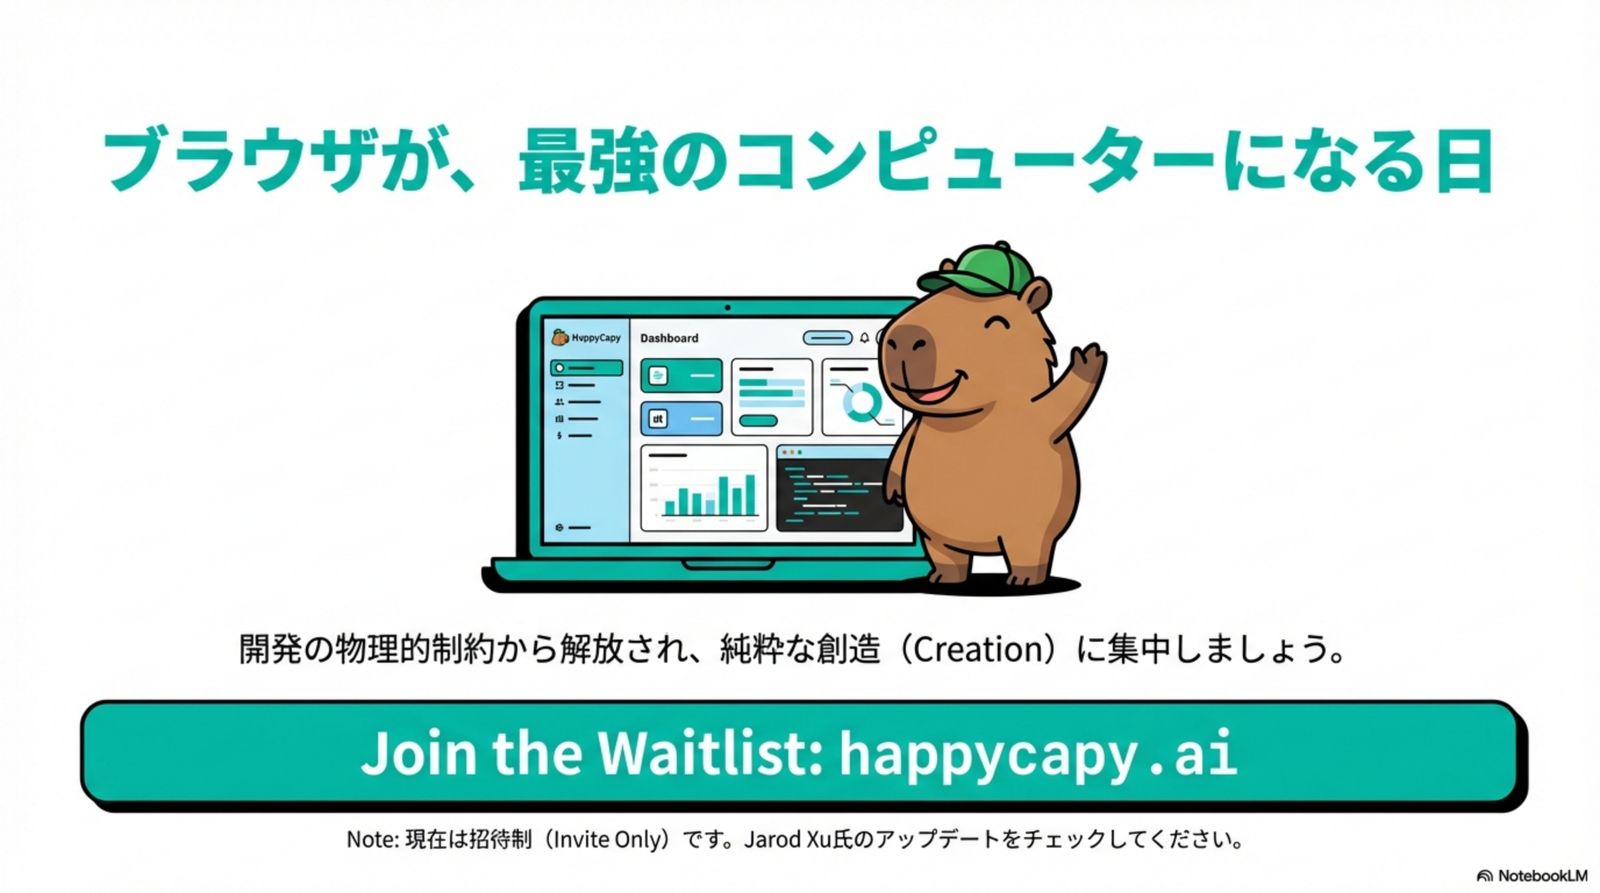 ブラウザが、最強のコンピューターになる日
HvppyCapy
Dashboard
dt
開発の物理的制約から解放され、純粋な創造（Creation）に集中しましょう。
Join the Waitlist: happycapy.ai
Note: 現在は招待制（Invite Only）です。Jarod Xu氏のアップデートをチェックしてください。
NotebookLM